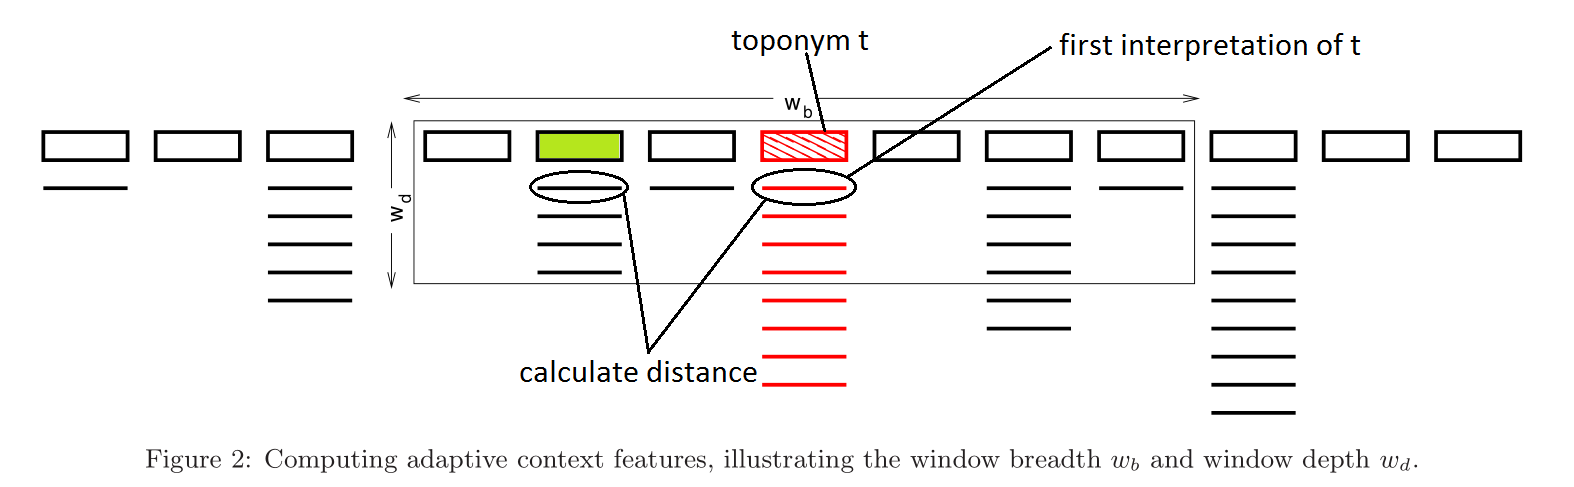 toponym t
first interpretation of t
w_b
w_d
calculate distance
Figure 2: Computing adaptive context features, illustrating the window breadth w_b and window depth w_d.